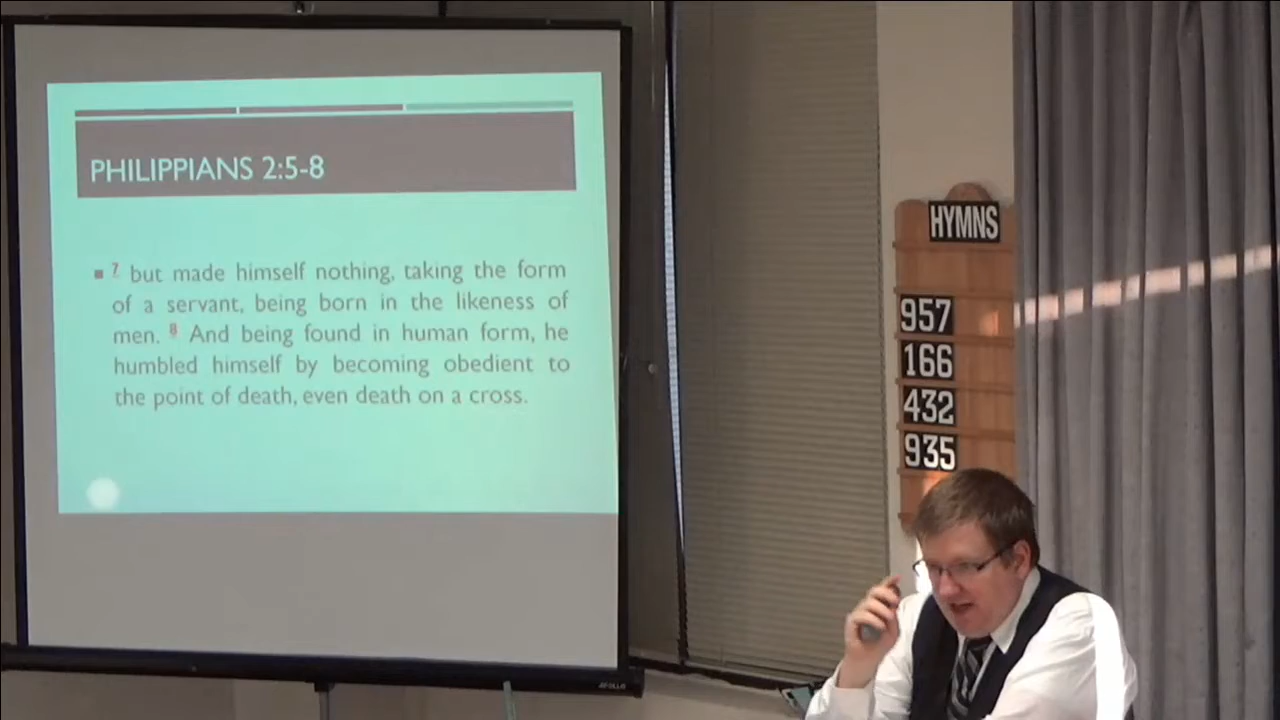 PHILIPPIANS 2:5-8
7 but made himself nothing, taking the form
of a servant, being born in the likeness of
men. 8 And being found in human form, he
humbled himself by becoming obedient to
the point of death, even death on a cross.
HYMNS
957
166
432
935
APOLLO